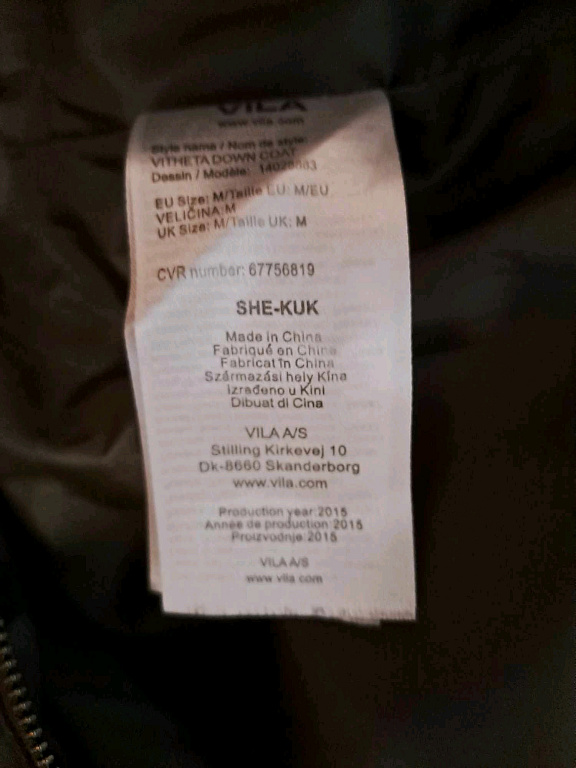 VILA
www.vila.com
Style name / Nom de style:
VITHETA DOWN COAT
Dessin / Modèle:
EU Size: M/Taille EU: M/EU
VELIČINA:M
UK Size: M/Taille UK: M
CVR number: 67756819
SHE-KUK
Made in China
Fabriqué en Chine
Fabricat în China
Származási hely Kína
Izrađeno u Kini
Dibuat di Cina
VILA A/S
Stilling Kirkevej 10
Dk-8660 Skanderborg
www.vila.com
Production year:2015
Année de production:2015
Proizvodnje:2015
VILA A/S
www.vila.com